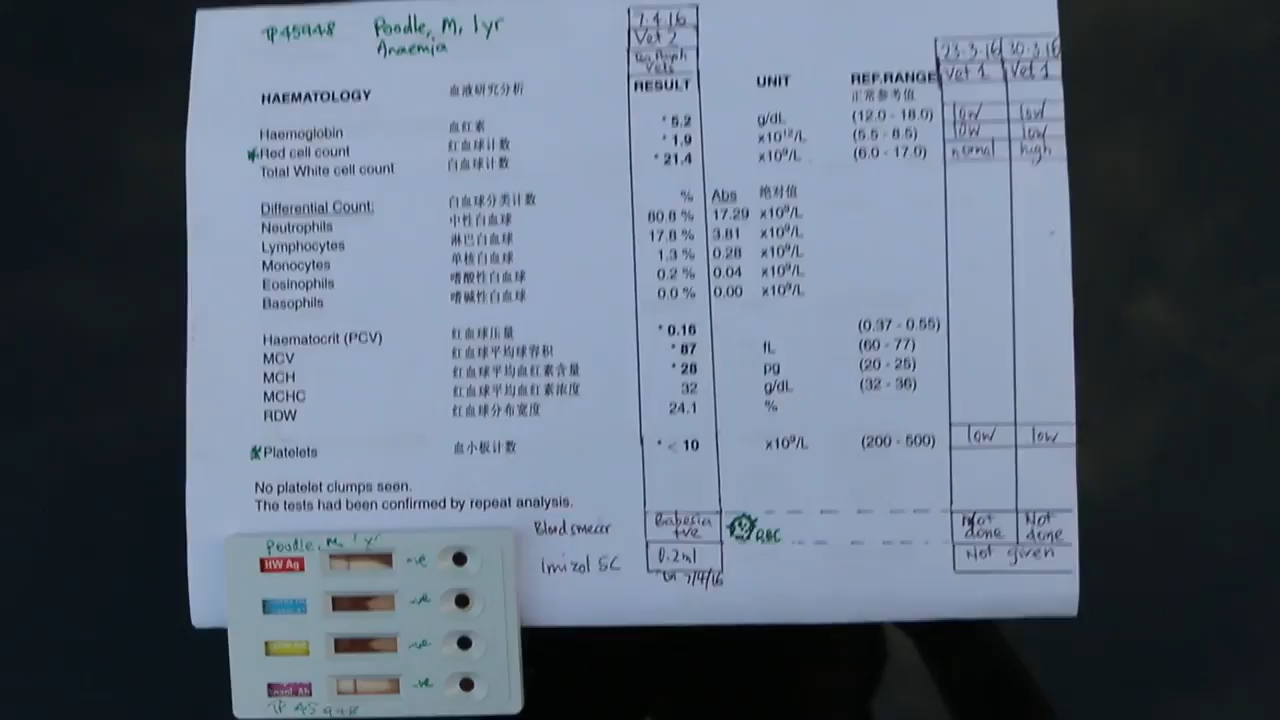 TP45948 Poodle, M, 1yr
Anaemia
7.4.16
Vet 2
Vets
23.3.16 30.3.16
Vet 1 Vet 1
HAEMATOLOGY 血液研究分析 RESULT UNIT REF.RANGE
正常参考值
Haemoglobin 血红素 * 5.2 g/dL (12.0 - 18.0) low low
Red cell count 红血球计数 * 1.9 x10¹²/L (5.5 - 8.5) low low
Total White cell count 白血球计数 * 21.4 x10⁹/L (6.0 - 17.0) normal high
Differential Count: 白血球分类计数 % Abs 绝对值
Neutrophils 中性白血球 80.8 % 17.29 x10⁹/L
Lymphocytes 淋巴白血球 17.8 % 3.81 x10⁹/L
Monocytes 单核白血球 1.3 % 0.28 x10⁹/L
Eosinophils 嗜酸性白血球 0.2 % 0.04 x10⁹/L
Basophils 嗜碱性白血球 0.0 % 0.00 x10⁹/L
Haematocrit (PCV) 红血球压量 * 0.16 (0.37 - 0.55)
MCV 红血球平均球容积 * 87 fL (60 - 77)
MCH 红血球平均血红素含量 * 28 pg (20 - 25)
MCHC 红血球平均血红素浓度 32 g/dL (32 - 36)
RDW 红血球分布宽度 24.1 %
Platelets 血小板计数 * < 10 x10⁹/L (200 - 500) low low
No platelet clumps seen.
The tests had been confirmed by repeat analysis.
Blood smear Babesia +ve RBC Not done Not done
Imizol SC 0.2ml Not given
7/4/16
Poodle, M, 1yr
HW Ag -ve
-ve
-ve
-ve
TP 45948